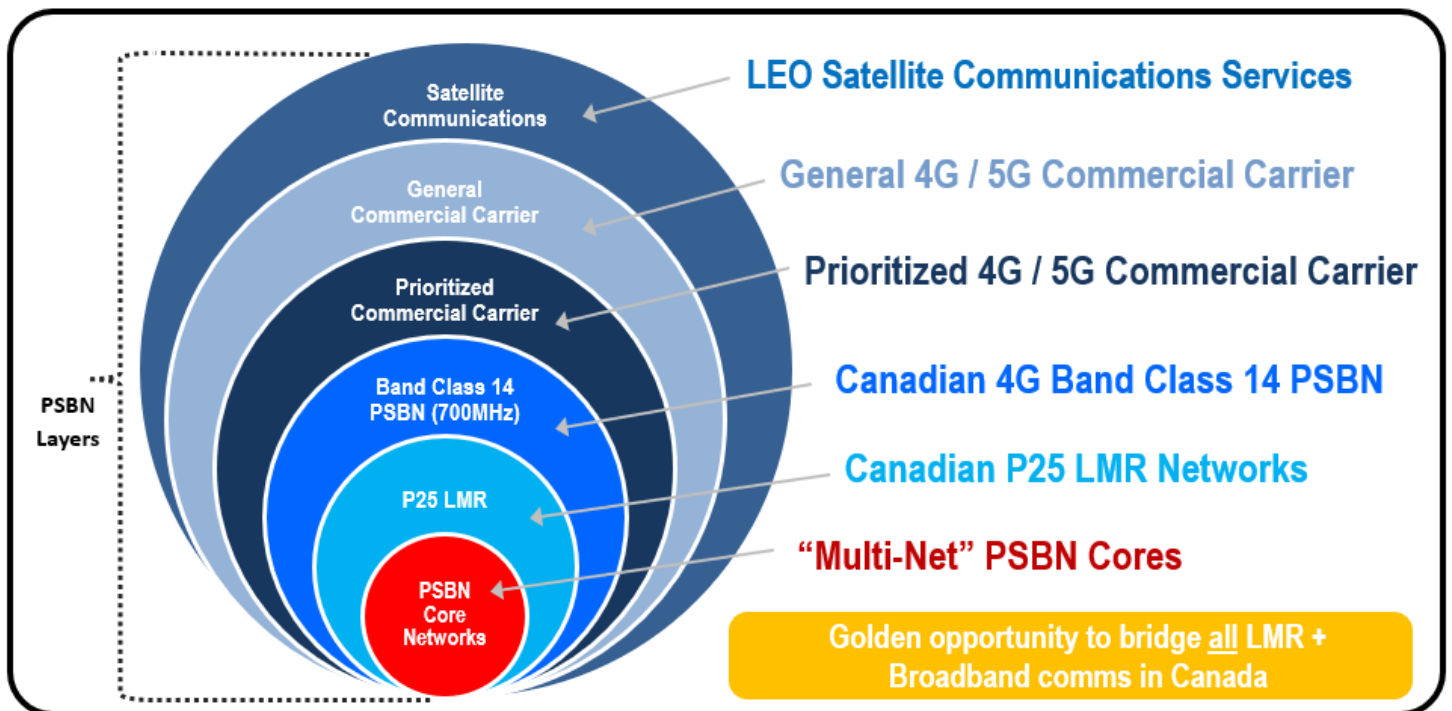 Satellite
Communications
General
Commercial Carrier
Prioritized
Commercial Carrier
Band Class 14
PSBN (700MHz)
P25 LMR
PSBN
Core
Networks
PSBN
Layers
LEO Satellite Communications Services
General 4G / 5G Commercial Carrier
Prioritized 4G / 5G Commercial Carrier
Canadian 4G Band Class 14 PSBN
Canadian P25 LMR Networks
“Multi-Net” PSBN Cores
Golden opportunity to bridge all LMR +
Broadband comms in Canada